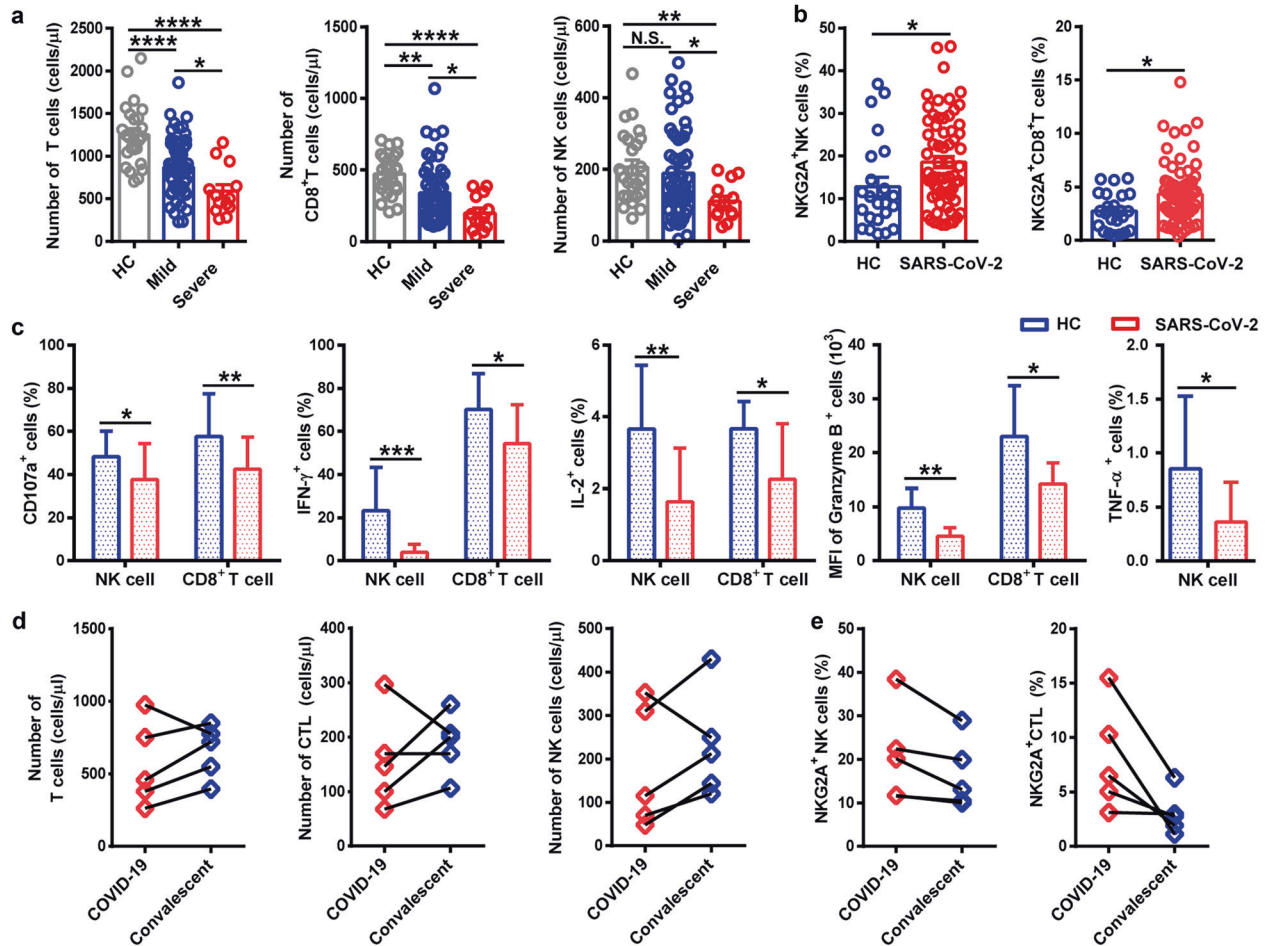 a
Number of T cells (cells/μl)
2500
2000
1500
1000
500
0
****
****
*
HC
Mild
Severe
Number of
CD8+T cells (cells/μl)
1500
1000
500
0
****
**
*
HC
Mild
Severe
Number of NK cells (cells/μl)
600
400
200
0
**
N.S.
*
HC
Mild
Severe
b
NKG2A+NK cells (%)
50
40
30
20
10
0
*
HC
SARS-CoV-2
NKG2A+CD8+T cells (%)
20
15
10
5
0
*
HC
SARS-CoV-2
c
HC
SARS-CoV-2
CD107a+ cells (%)
100
80
60
40
20
0
*
**
NK cell
CD8+ T cell
IFN-γ+ cells (%)
100
80
60
40
20
0
***
*
NK cell
CD8+ T cell
IL-2+ cells (%)
6
4
2
0
**
*
NK cell
CD8+ T cell
MFI of Granzyme B+ cells (10³)
40
30
20
10
0
**
*
NK cell
CD8+ T cell
TNF-α + cells (%)
2.0
1.5
1.0
0.5
0.0
*
NK cell
d
Number of
T cells (cells/μl)
1500
1000
500
0
COVID-19
Convalescent
Number of CTL (cells/μl)
400
300
200
100
0
COVID-19
Convalescent
Number of NK cells (cells/μl)
500
400
300
200
100
0
COVID-19
Convalescent
e
NKG2A+NK cells (%)
50
40
30
20
10
0
COVID-19
Convalescent
NKG2A+CTL (%)
20
15
10
5
0
COVID-19
Convalescent